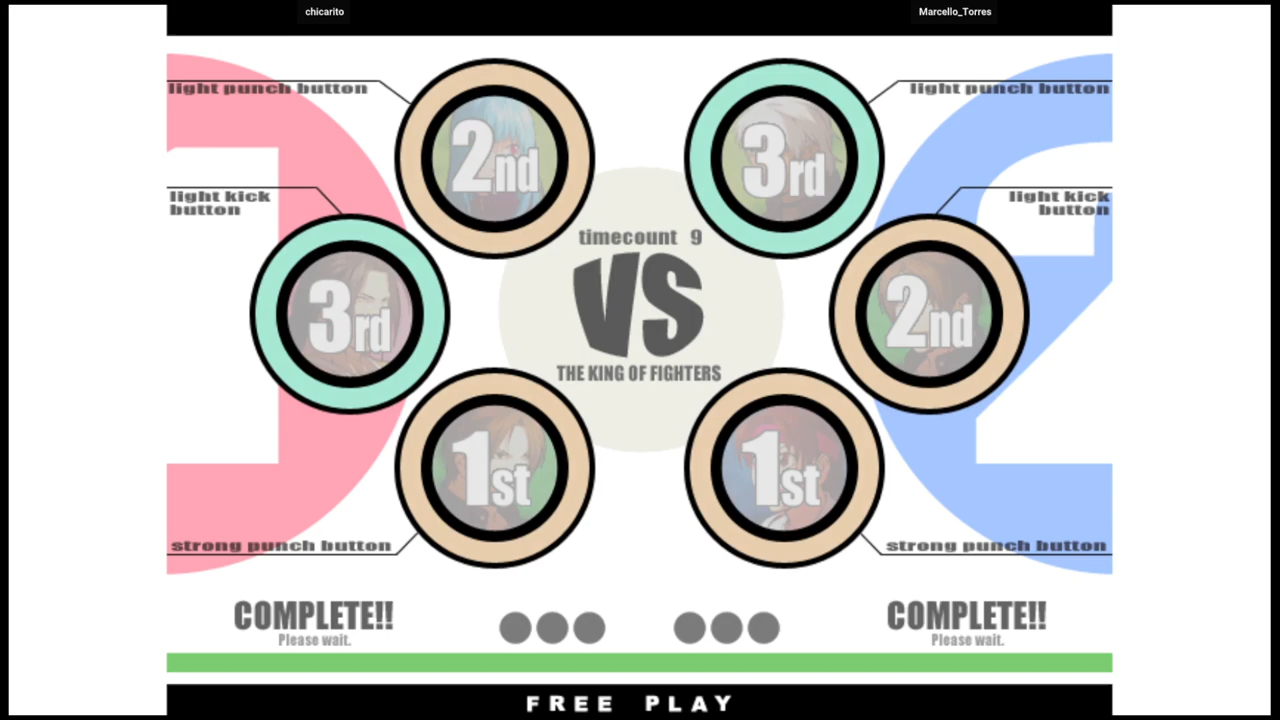 chicarito
Marcello_Torres
light punch button
light punch button
2nd
3rd
light kick
button
light kick
button
timecount 9
VS
3rd
2nd
THE KING OF FIGHTERS
1st
1st
strong punch button
strong punch button
COMPLETE!!
Please wait.
COMPLETE!!
Please wait.
FREE PLAY